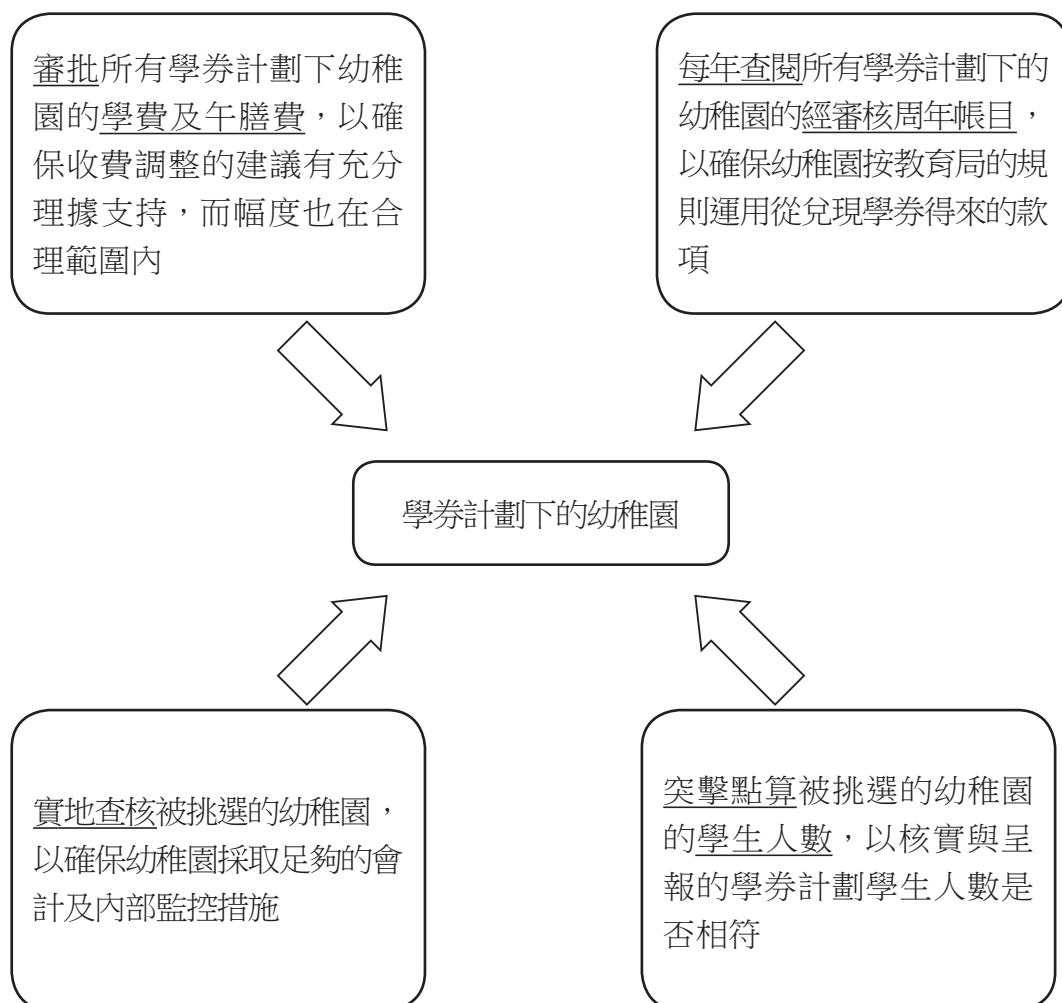 審批所有學券計劃下幼稚
園的學費及午膳費，以確
保收費調整的建議有充分
理據支持，而幅度也在合
理範圍內
每年查閱所有學券計劃下的
幼稚園的經審核周年帳目，
以確保幼稚園按教育局的規
則運用從兌現學券得來的款
項
學券計劃下的幼稚園
實地查核被挑選的幼稚園，
以確保幼稚園採取足夠的會
計及內部監控措施
突擊點算被挑選的幼稚園
的學生人數，以核實與呈
報的學券計劃學生人數是
否相符